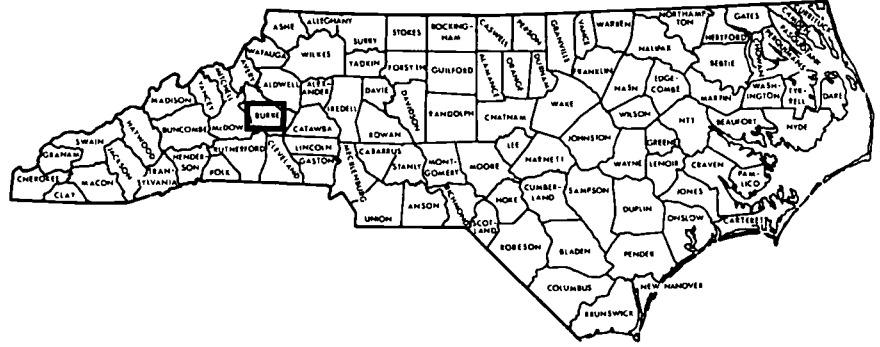 ASHE
ALLEGHANY
SURRY
STOKES
ROCKING-
HAM
CASWELL
PERSON
GRANVILLE
VANCE
WARREN
NORTHAMP
TON
GATES
HERTFORD
HALIFAX
BERTIE
CHOWAN
WATAUGA
WILKES
YADKIN
FORSYTH
GUILFORD
ALAMANCE
ORANGE
DURHAM
FRANKLIN
NASH
EDGE-
COMBE
MARTIN
WASH-
INGTON
TYR-
RELL
DARE
MITCHELL
AVERY
ALDWELL
ALEX-
ANDER
IREDELL
DAVIE
DAVIDSON
RANDOLPH
CHATHAM
WAKE
WILSON
PITT
BEAUFORT
HYDE
MADISON
YANCEY
BURKE
McDOW
BUNCOMBE
CATAWBA
ROWAN
LEE
JOHNSTON
GREENE
SWAIN
HAYWOOD
RUTHERFORD
CLEVELAND
LINCOLN
GASTON
CABARRUS
STANLY
MONT-
GOMERY
MOORE
HARNETT
WAYNE
LENOIR
CRAVEN
PAM-
LICO
GRAHAM
CHEROKEE
CLAY
MACON
JACKSON
TRAN
SYLVANIA
HENDER-
SON
POLK
MECKLENBURG
UNION
ANSON
RICHMOND
HOKE
SCOT-
LAND
CUMBER-
LAND
SAMPSON
DUPLIN
JONES
ONSLOW
CARTERET
ROBESON
BLADEN
PENDER
COLUMBUS
NEW HANOVER
BRUNSWICK